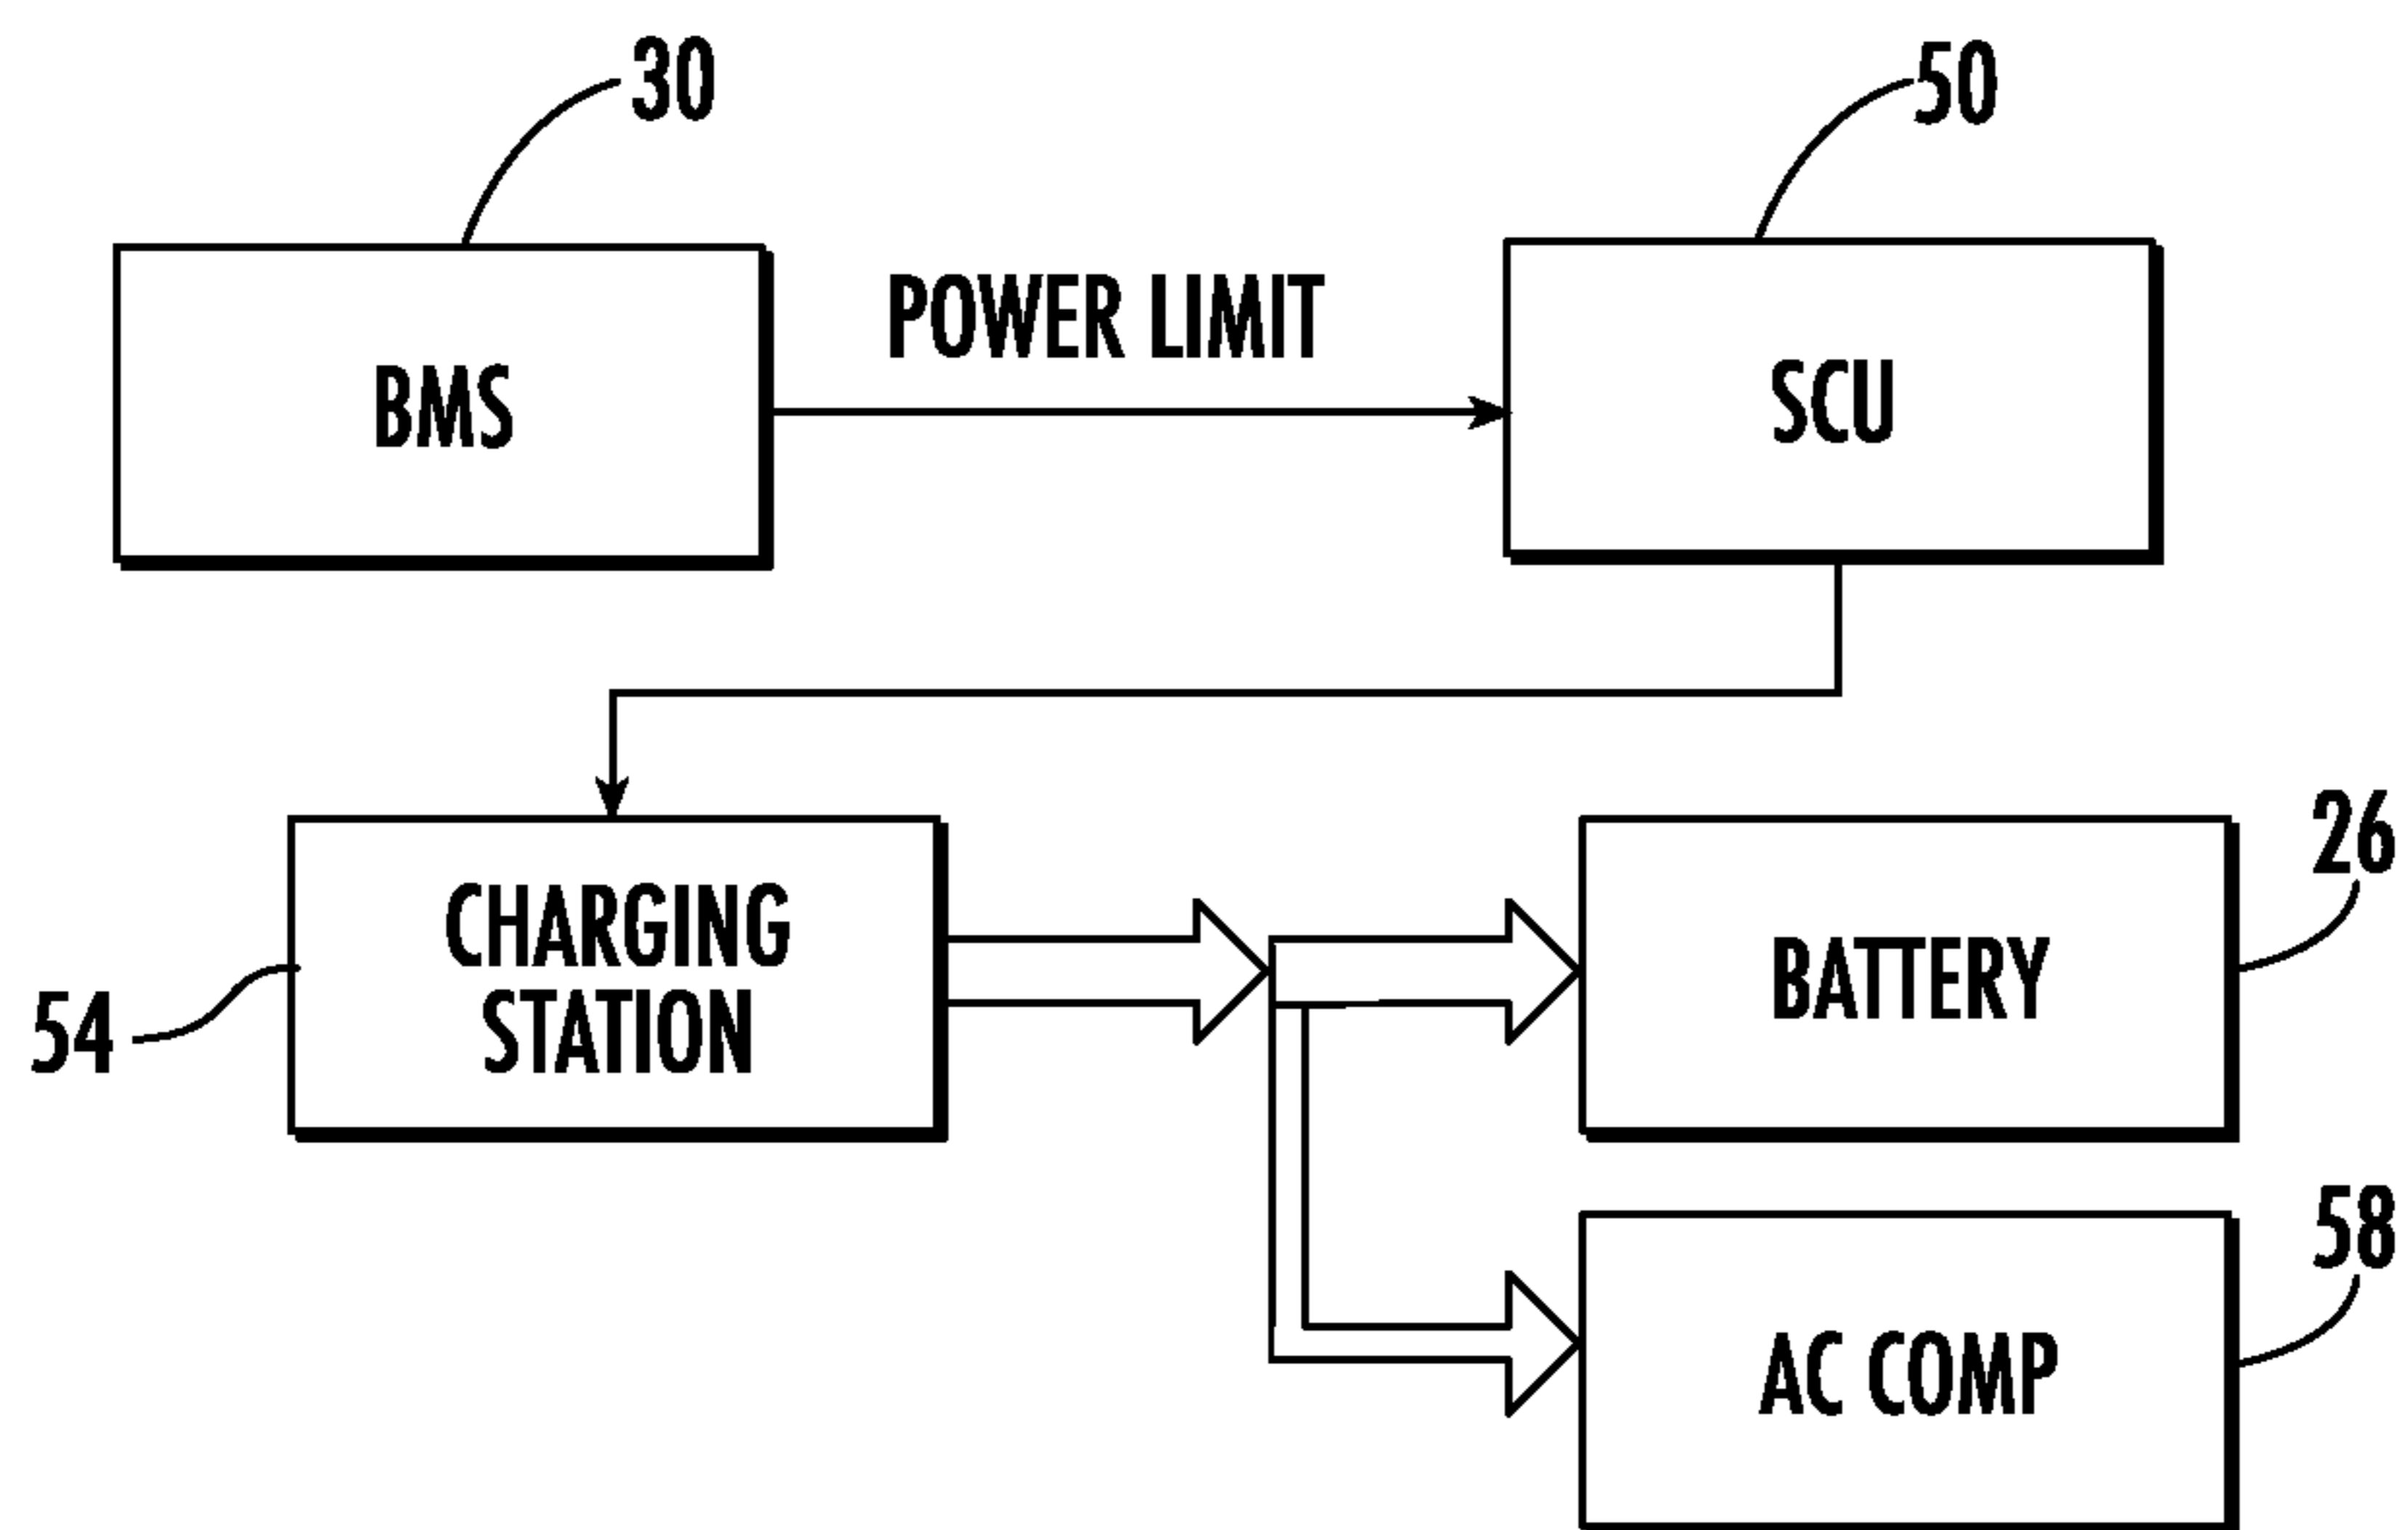 30
50
BMS
POWER LIMIT
SCU
CHARGING
STATION
54
BATTERY
26
AC COMP
58